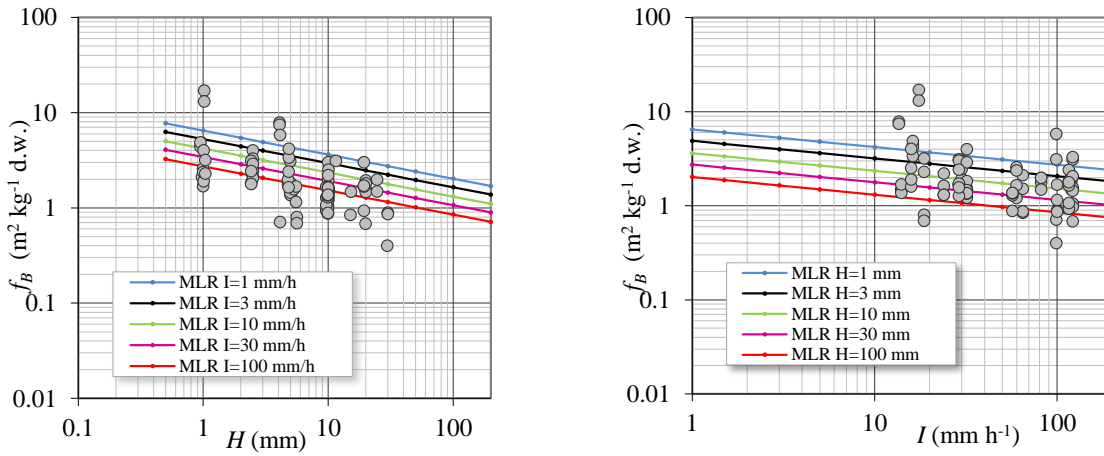 100
10
1
0.1
0.01
0.1
1
10
100
f_B (m² kg⁻¹ d.w.)
H (mm)
MLR I=1 mm/h
MLR I=3 mm/h
MLR I=10 mm/h
MLR I=30 mm/h
MLR I=100 mm/h
100
10
1
0.1
0.01
1
10
100
f_B (m² kg⁻¹ d.w.)
I (mm h⁻¹)
MLR H=1 mm
MLR H=3 mm
MLR H=10 mm
MLR H=30 mm
MLR H=100 mm